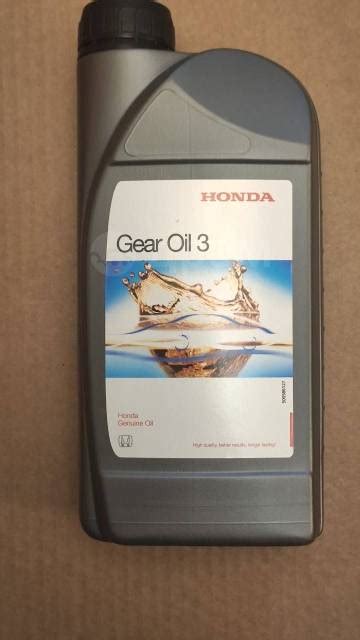 HONDA
Gear Oil 3
Honda
Genuine Oil
High quality, better results, longer lasting!